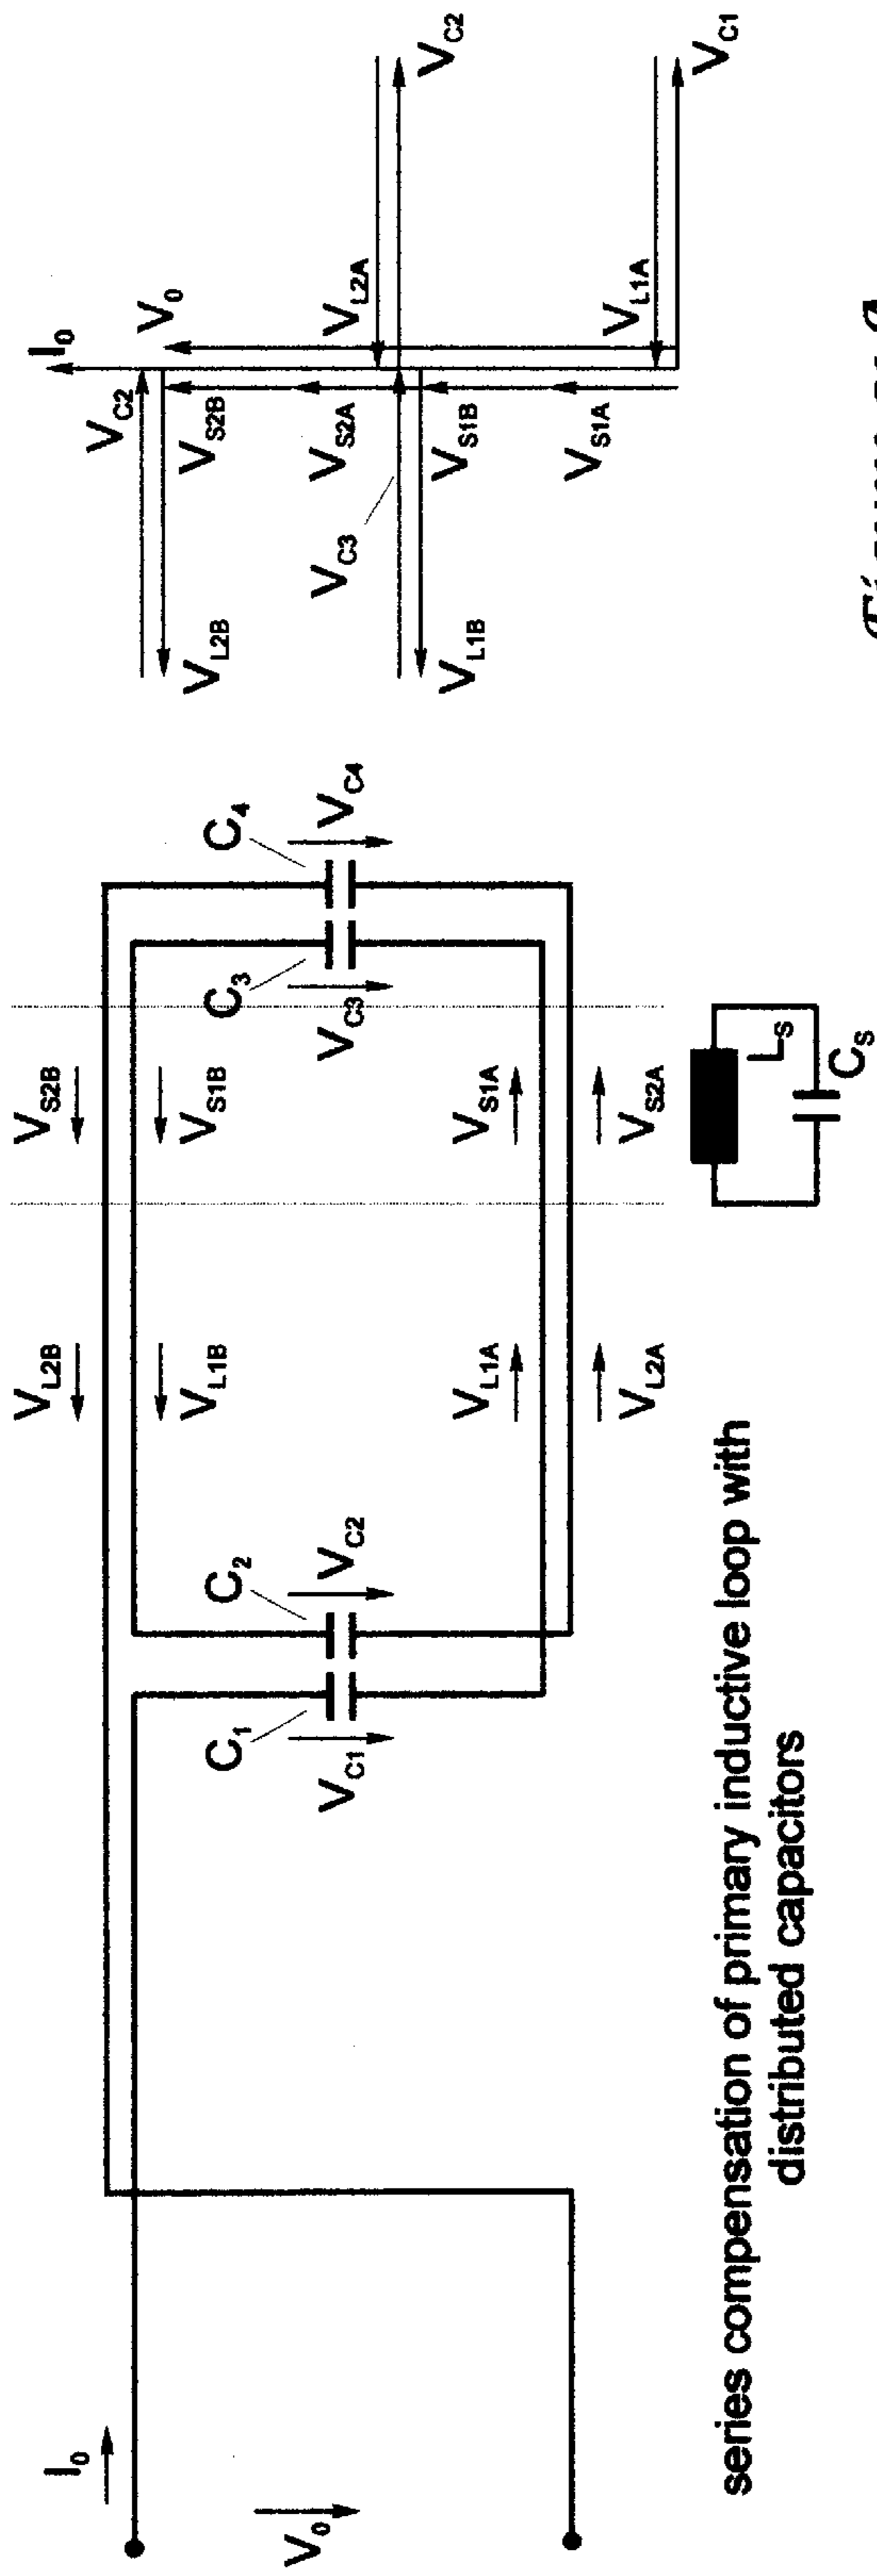 I0
V0
C1
VC1
C2
VC2
VL2B
VL1B
VL1A
VL2A
VS2B
VS1B
VS1A
VS2A
C3
VC3
C4
VC4
LS
CS
series compensation of primary inductive loop with
distributed capacitors
I0
V0
VC2
VL2B
VS2B
VS2A
VL2A
VC2
VC3
VS1B
VL1B
VS1A
VL1A
VC1